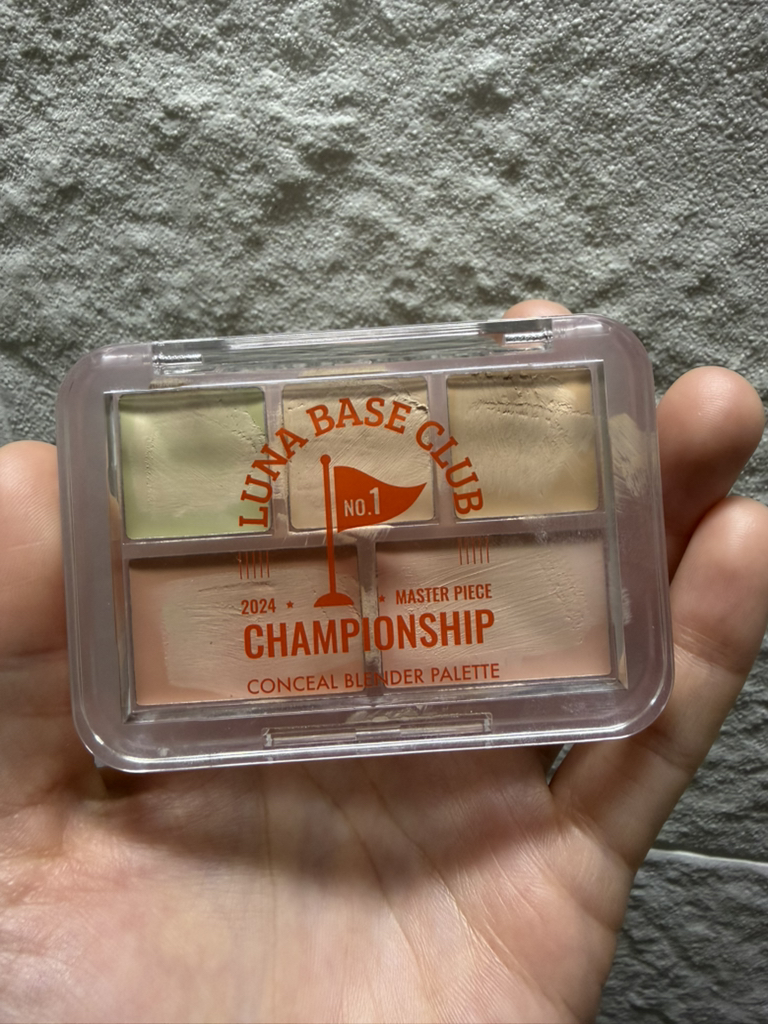 LUNA BASE CLUB
NO.1
2024 ★ ★ MASTER PIECE
CHAMPIONSHIP
CONCEAL BLENDER PALETTE